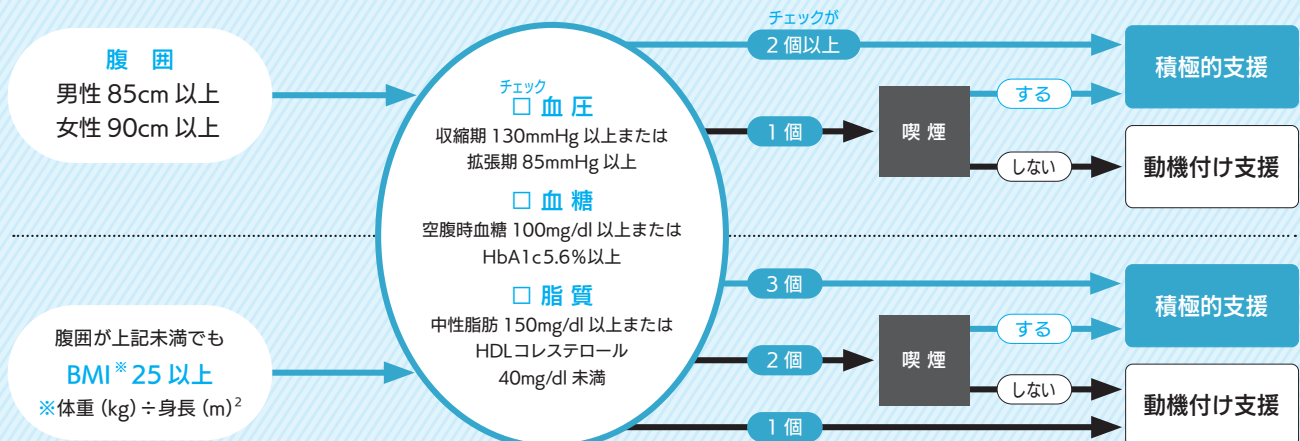 腹 囲
男性 85cm 以上
女性 90cm 以上
腹囲が上記未満でも
BMI※25 以上
※体重 (kg) ÷身長 (m)²
チェック
□ 血 圧
収縮期 130mmHg 以上または
拡張期 85mmHg 以上
□ 血 糖
空腹時血糖 100mg/dl 以上または
HbA1c5.6%以上
□ 脂 質
中性脂肪 150mg/dl 以上または
HDLコレステロール
40mg/dl 未満
チェックが
2 個以上
1 個
喫 煙
する
しない
積極的支援
動機付け支援
3 個
2 個
1 個
喫 煙
する
しない
積極的支援
動機付け支援